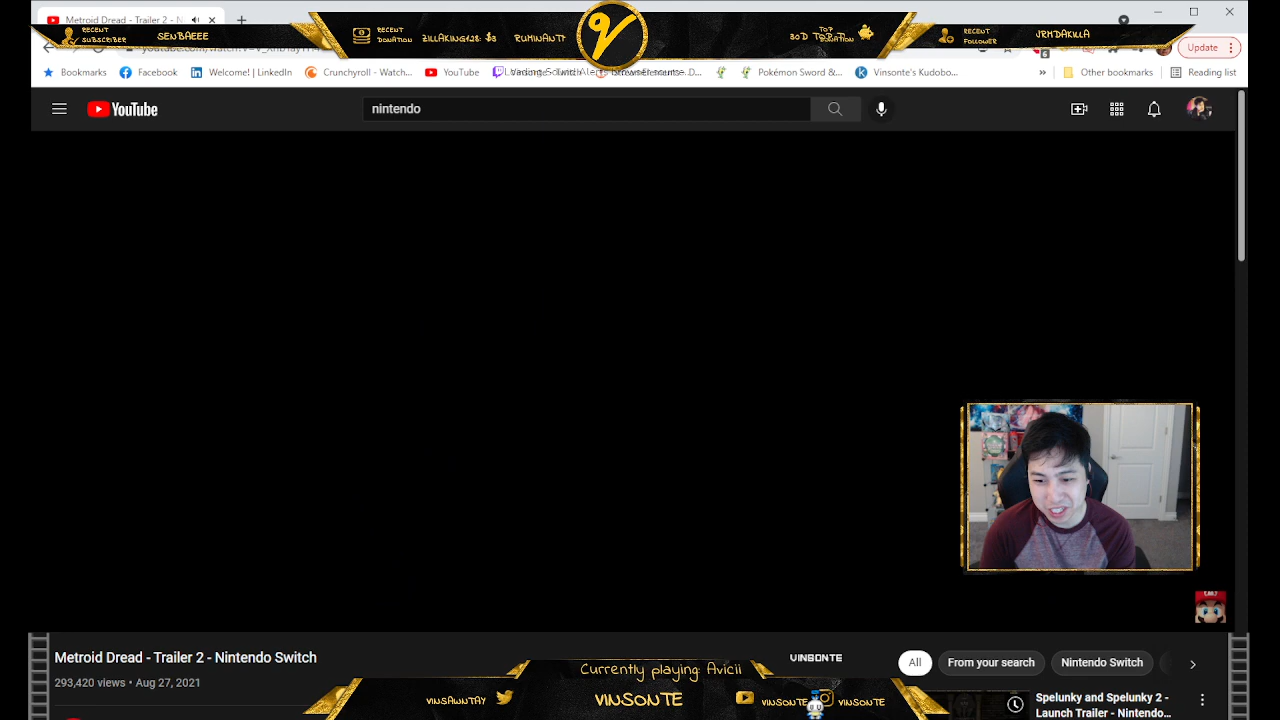 Metroid Dread - Trailer 2 - N
RECENT
SUBSCRIBER
SENBAEEE
RECENT
DONATION
ZILLAKING428: $3
RUMINATT
30D
TOP
DONATION
RECENT
FOLLOWER
JRMDAKILLA
Update
Bookmarks
Facebook
Welcome! | LinkedIn
Crunchyroll - Watch...
YouTube
Pokémon Sword &...
Vinsonte's Kudobo...
»
Other bookmarks
Reading list
YouTube
nintendo
Metroid Dread - Trailer 2 - Nintendo Switch
293,420 views • Aug 27, 2021
VINSONTE
All
From your search
Nintendo Switch
Currently playing: Avicii
VINSAWNTAY
VINSONTE
VINSONTE
VINSONTE
Spelunky and Spelunky 2 -
Launch Trailer - Nintendo...